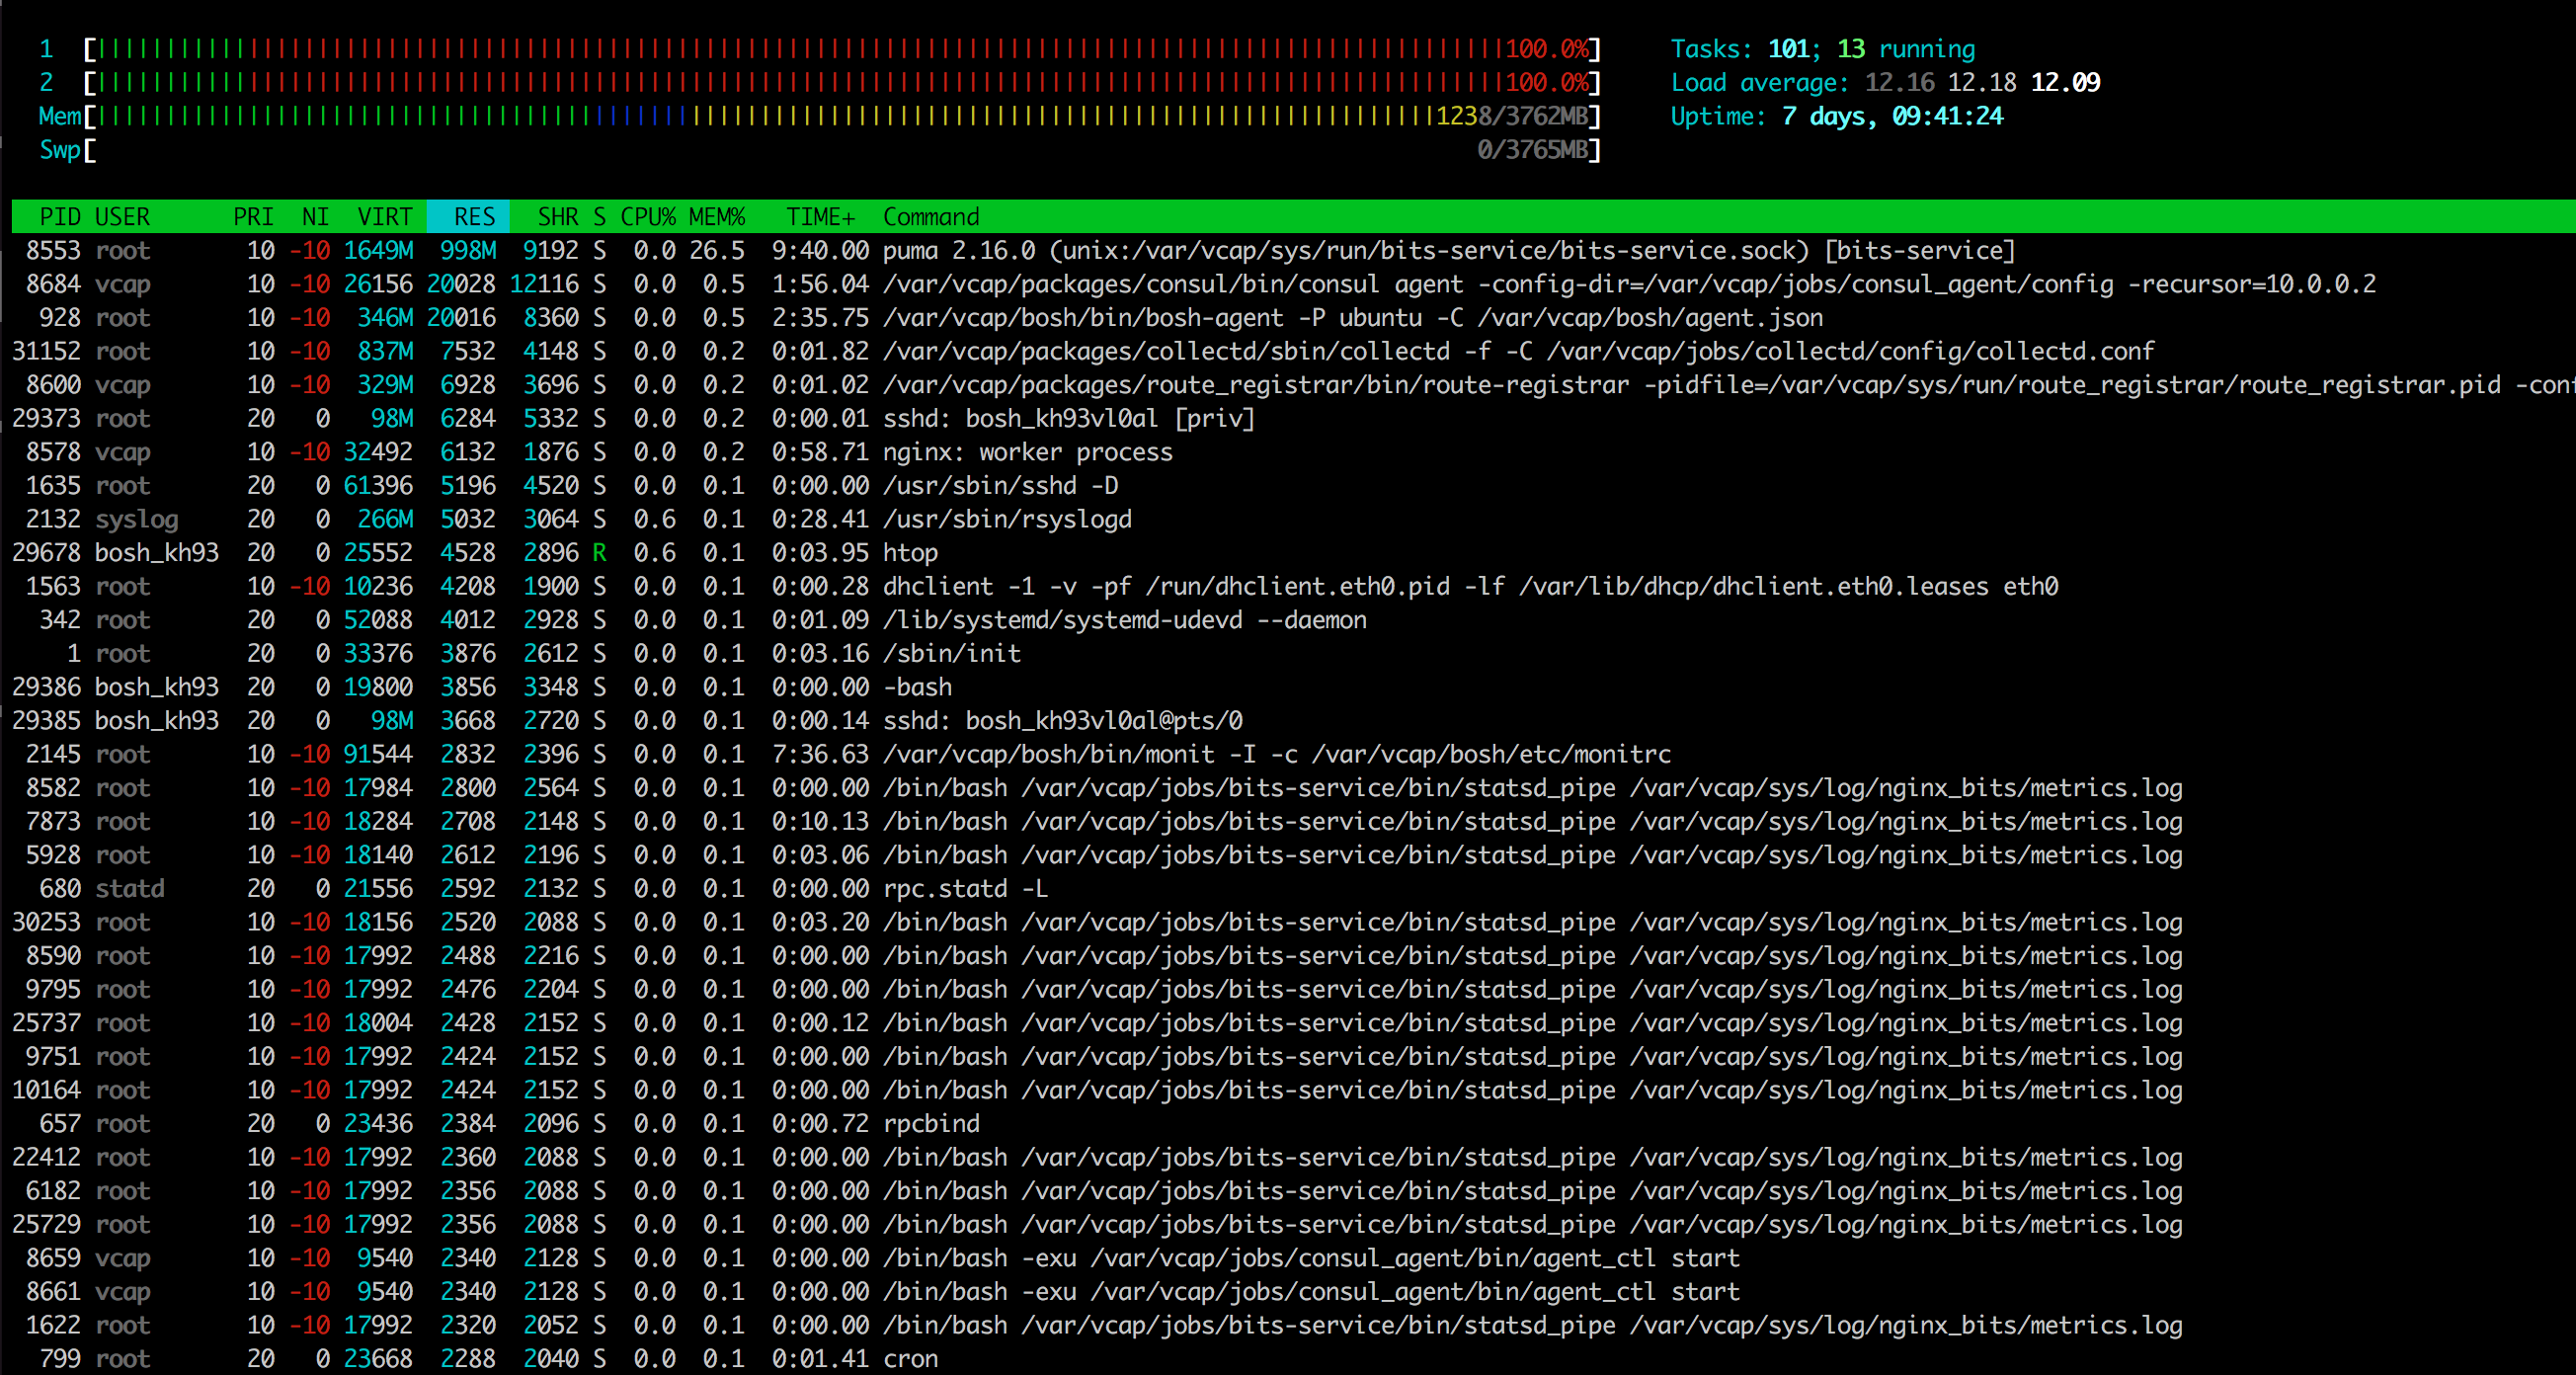 1 [100.0%] Tasks: 101; 13 running
2 [100.0%] Load average: 12.16 12.18 12.09
Mem[1238/3762MB] Uptime: 7 days, 09:41:24
Swp[0/3765MB]
PID USER PRI NI VIRT RES SHR S CPU% MEM% TIME+ Command
8553 root 10 -10 1649M 998M 9192 S 0.0 26.5 9:40.00 puma 2.16.0 (unix:/var/vcap/sys/run/bits-service/bits-service.sock) [bits-service]
8684 vcap 10 -10 26156 20028 12116 S 0.0 0.5 1:56.04 /var/vcap/packages/consul/bin/consul agent -config-dir=/var/vcap/jobs/consul_agent/config -recursor=10.0.0.2
928 root 10 -10 346M 20016 8360 S 0.0 0.5 2:35.75 /var/vcap/bosh/bin/bosh-agent -P ubuntu -C /var/vcap/bosh/agent.json
31152 root 10 -10 837M 7532 4148 S 0.0 0.2 0:01.82 /var/vcap/packages/collectd/sbin/collectd -f -C /var/vcap/jobs/collectd/config/collectd.conf
8600 vcap 10 -10 329M 6928 3696 S 0.0 0.2 0:01.02 /var/vcap/packages/route_registrar/bin/route-registrar -pidfile=/var/vcap/sys/run/route_registrar/route_registrar.pid -conf
29373 root 20 0 98M 6284 5332 S 0.0 0.2 0:00.01 sshd: bosh_kh93vl0al [priv]
8578 vcap 10 -10 32492 6132 1876 S 0.0 0.2 0:58.71 nginx: worker process
1635 root 20 0 61396 5196 4520 S 0.0 0.1 0:00.00 /usr/sbin/sshd -D
2132 syslog 20 0 266M 5032 3064 S 0.6 0.1 0:28.41 /usr/sbin/rsyslogd
29678 bosh_kh93 20 0 25552 4528 2896 R 0.6 0.1 0:03.95 htop
1563 root 10 -10 10236 4208 1900 S 0.0 0.1 0:00.28 dhclient -1 -v -pf /run/dhclient.eth0.pid -lf /var/lib/dhcp/dhclient.eth0.leases eth0
342 root 20 0 52088 4012 2928 S 0.0 0.1 0:01.09 /lib/systemd/systemd-udevd --daemon
1 root 20 0 33376 3876 2612 S 0.0 0.1 0:03.16 /sbin/init
29386 bosh_kh93 20 0 19800 3856 3348 S 0.0 0.1 0:00.00 -bash
29385 bosh_kh93 20 0 98M 3668 2720 S 0.0 0.1 0:00.14 sshd: bosh_kh93vl0al@pts/0
2145 root 10 -10 91544 2832 2396 S 0.0 0.1 7:36.63 /var/vcap/bosh/bin/monit -I -c /var/vcap/bosh/etc/monitrc
8582 root 10 -10 17984 2800 2564 S 0.0 0.1 0:00.00 /bin/bash /var/vcap/jobs/bits-service/bin/statsd_pipe /var/vcap/sys/log/nginx_bits/metrics.log
7873 root 10 -10 18284 2708 2148 S 0.0 0.1 0:10.13 /bin/bash /var/vcap/jobs/bits-service/bin/statsd_pipe /var/vcap/sys/log/nginx_bits/metrics.log
5928 root 10 -10 18140 2612 2196 S 0.0 0.1 0:03.06 /bin/bash /var/vcap/jobs/bits-service/bin/statsd_pipe /var/vcap/sys/log/nginx_bits/metrics.log
680 statd 20 0 21556 2592 2132 S 0.0 0.1 0:00.00 rpc.statd -L
30253 root 10 -10 18156 2520 2088 S 0.0 0.1 0:03.20 /bin/bash /var/vcap/jobs/bits-service/bin/statsd_pipe /var/vcap/sys/log/nginx_bits/metrics.log
8590 root 10 -10 17992 2488 2216 S 0.0 0.1 0:00.00 /bin/bash /var/vcap/jobs/bits-service/bin/statsd_pipe /var/vcap/sys/log/nginx_bits/metrics.log
9795 root 10 -10 17992 2476 2204 S 0.0 0.1 0:00.00 /bin/bash /var/vcap/jobs/bits-service/bin/statsd_pipe /var/vcap/sys/log/nginx_bits/metrics.log
25737 root 10 -10 18004 2428 2152 S 0.0 0.1 0:00.12 /bin/bash /var/vcap/jobs/bits-service/bin/statsd_pipe /var/vcap/sys/log/nginx_bits/metrics.log
9751 root 10 -10 17992 2424 2152 S 0.0 0.1 0:00.00 /bin/bash /var/vcap/jobs/bits-service/bin/statsd_pipe /var/vcap/sys/log/nginx_bits/metrics.log
10164 root 10 -10 17992 2424 2152 S 0.0 0.1 0:00.00 /bin/bash /var/vcap/jobs/bits-service/bin/statsd_pipe /var/vcap/sys/log/nginx_bits/metrics.log
657 root 20 0 23436 2384 2096 S 0.0 0.1 0:00.72 rpcbind
22412 root 10 -10 17992 2360 2088 S 0.0 0.1 0:00.00 /bin/bash /var/vcap/jobs/bits-service/bin/statsd_pipe /var/vcap/sys/log/nginx_bits/metrics.log
6182 root 10 -10 17992 2356 2088 S 0.0 0.1 0:00.00 /bin/bash /var/vcap/jobs/bits-service/bin/statsd_pipe /var/vcap/sys/log/nginx_bits/metrics.log
25729 root 10 -10 17992 2356 2088 S 0.0 0.1 0:00.00 /bin/bash /var/vcap/jobs/bits-service/bin/statsd_pipe /var/vcap/sys/log/nginx_bits/metrics.log
8659 vcap 10 -10 9540 2340 2128 S 0.0 0.1 0:00.00 /bin/bash -exu /var/vcap/jobs/consul_agent/bin/agent_ctl start
8661 vcap 10 -10 9540 2340 2128 S 0.0 0.1 0:00.00 /bin/bash -exu /var/vcap/jobs/consul_agent/bin/agent_ctl start
1622 root 10 -10 17992 2320 2052 S 0.0 0.1 0:00.00 /bin/bash /var/vcap/jobs/bits-service/bin/statsd_pipe /var/vcap/sys/log/nginx_bits/metrics.log
799 root 20 0 23668 2288 2040 S 0.0 0.1 0:01.41 cron